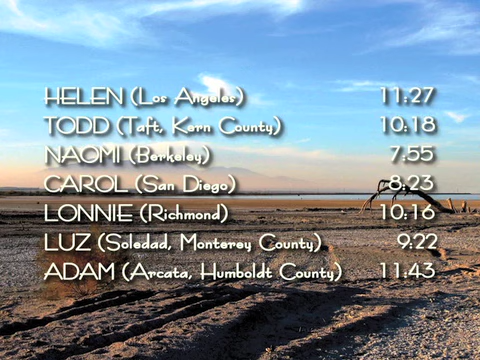 HELEN (Los Angeles) 11:27
TODD (Taft, Kern County) 10:18
NAOMI (Berkeley) 7:55
CAROL (San Diego) 8:23
LONNIE (Richmond) 10:16
LUZ (Soledad, Monterey County) 9:22
ADAM (Arcata, Humboldt County) 11:43